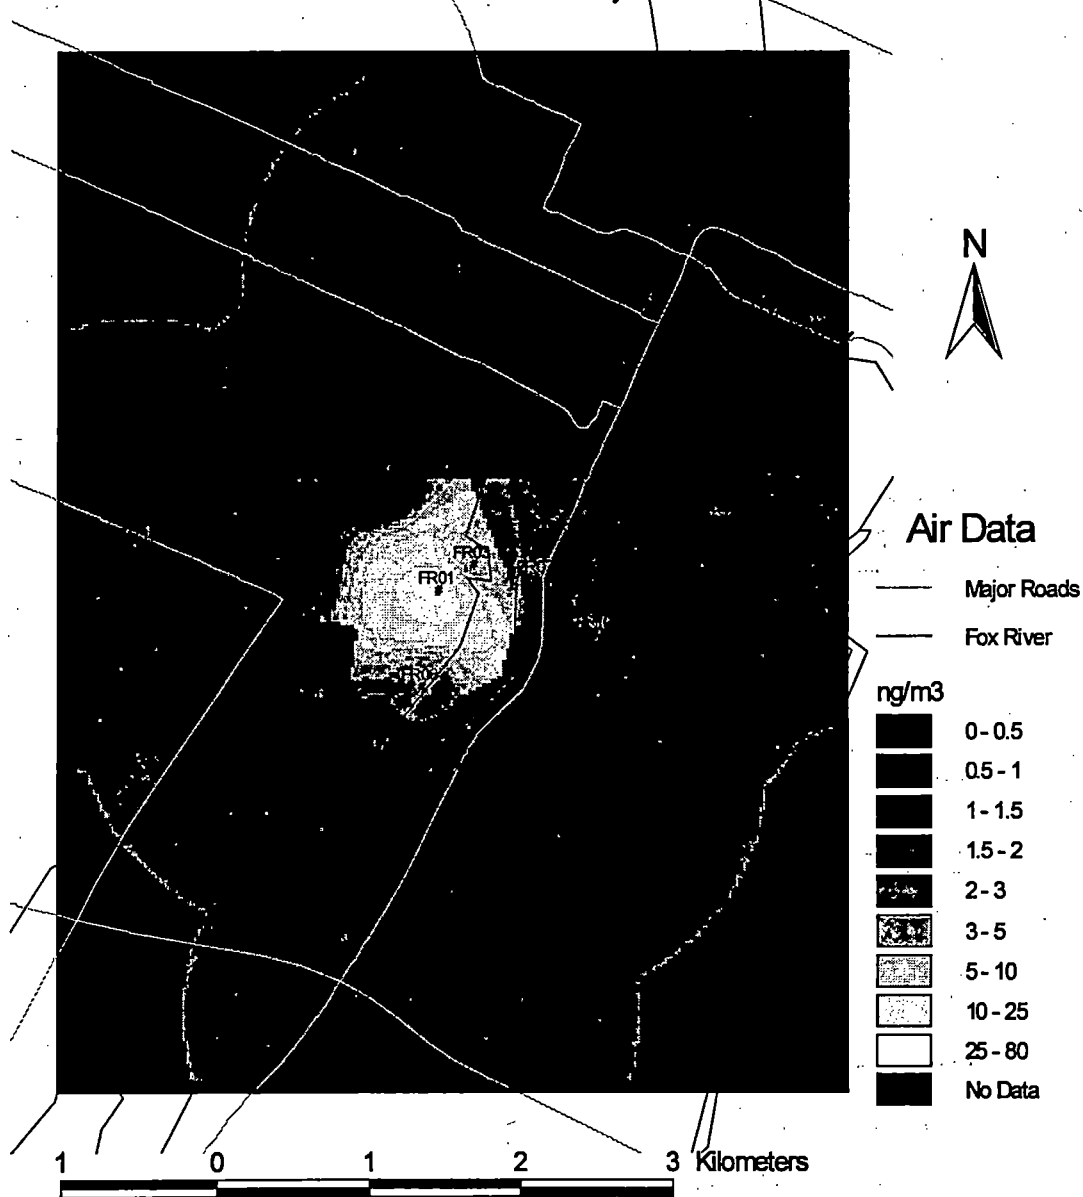 N
FR03
FR01
Air Data
Major Roads
Fox River
ng/m3
0 - 0.5
0.5 - 1
1 - 1.5
1.5 - 2
2 - 3
3 - 5
5 - 10
10 - 25
25 - 80
No Data
1 0 1 2 3 Kilometers